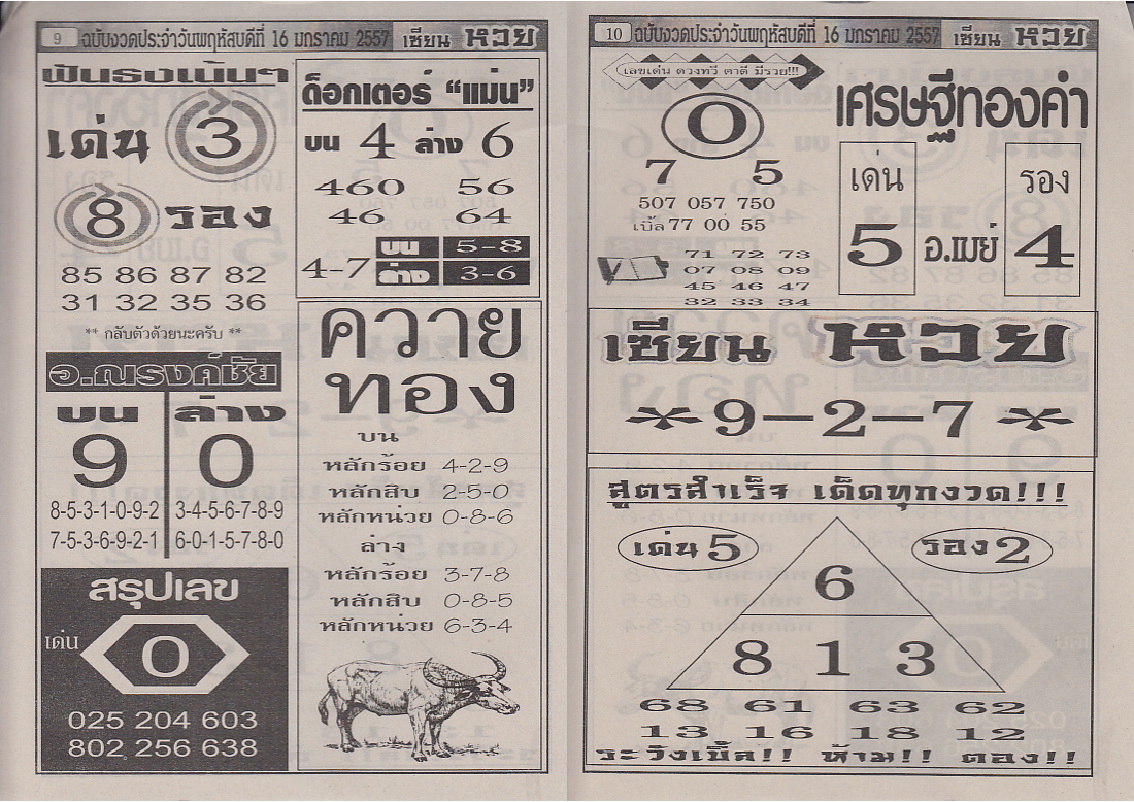 9 ฉบับงวดประจำวันพฤหัสบดีที่ 16 มกราคม 2557 เซียน หวย
ฟันธงเน้นๆ
เด่น 3
8 รอง
85 86 87 82
31 32 35 36
** กลับตัวด้วยนะครับ **
ด็อกเตอร์ “แม่น”
บน 4 ล่าง 6
460 56
46 64
4-7 บน 5-8
ล่าง 3-6
อ.ณรงค์ชัย
บน ล่าง
9 0
8-5-3-1-0-9-2 3-4-5-6-7-8-9
7-5-3-6-9-2-1 6-0-1-5-7-8-0
สรุปเลข
เด่น 0
025 204 603
802 256 638
ควาย
ทอง
บน
หลักร้อย 4-2-9
หลักสิบ 2-5-0
หลักหน่วย 0-8-6
ล่าง
หลักร้อย 3-7-8
หลักสิบ 0-8-5
หลักหน่วย 6-3-4
10 ฉบับงวดประจำวันพฤหัสบดีที่ 16 มกราคม 2557 เซียน หวย
เลขเด่น ดวงทวี ตาดี มีรวย!!!
0
7 5
507 057 750
เบิ้ล 77 00 55
71 72 73
07 08 09
45 46 47
32 33 34
เศรษฐีทองคำ
เด่น รอง
5 อ.เมย์ 4
เซียน หวย
*9-2-7*
สูตรสำเร็จ เด็ดทุกงวด!!!
เด่น 5 รอง 2
6
8 1 3
68 61 63 62
13 16 18 12
ระวังเบิ้ล!! ห้าม!! ตอง!!